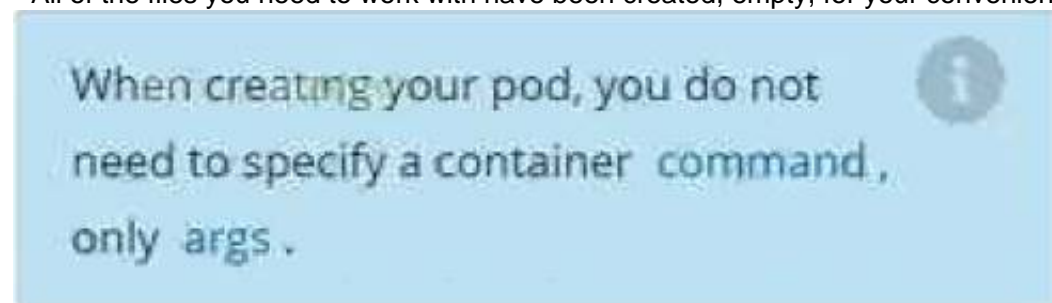 All of the files you need to work with have been created, empty, for your convenien
When creating your pod, you do not
need to specify a container command ,
only args .